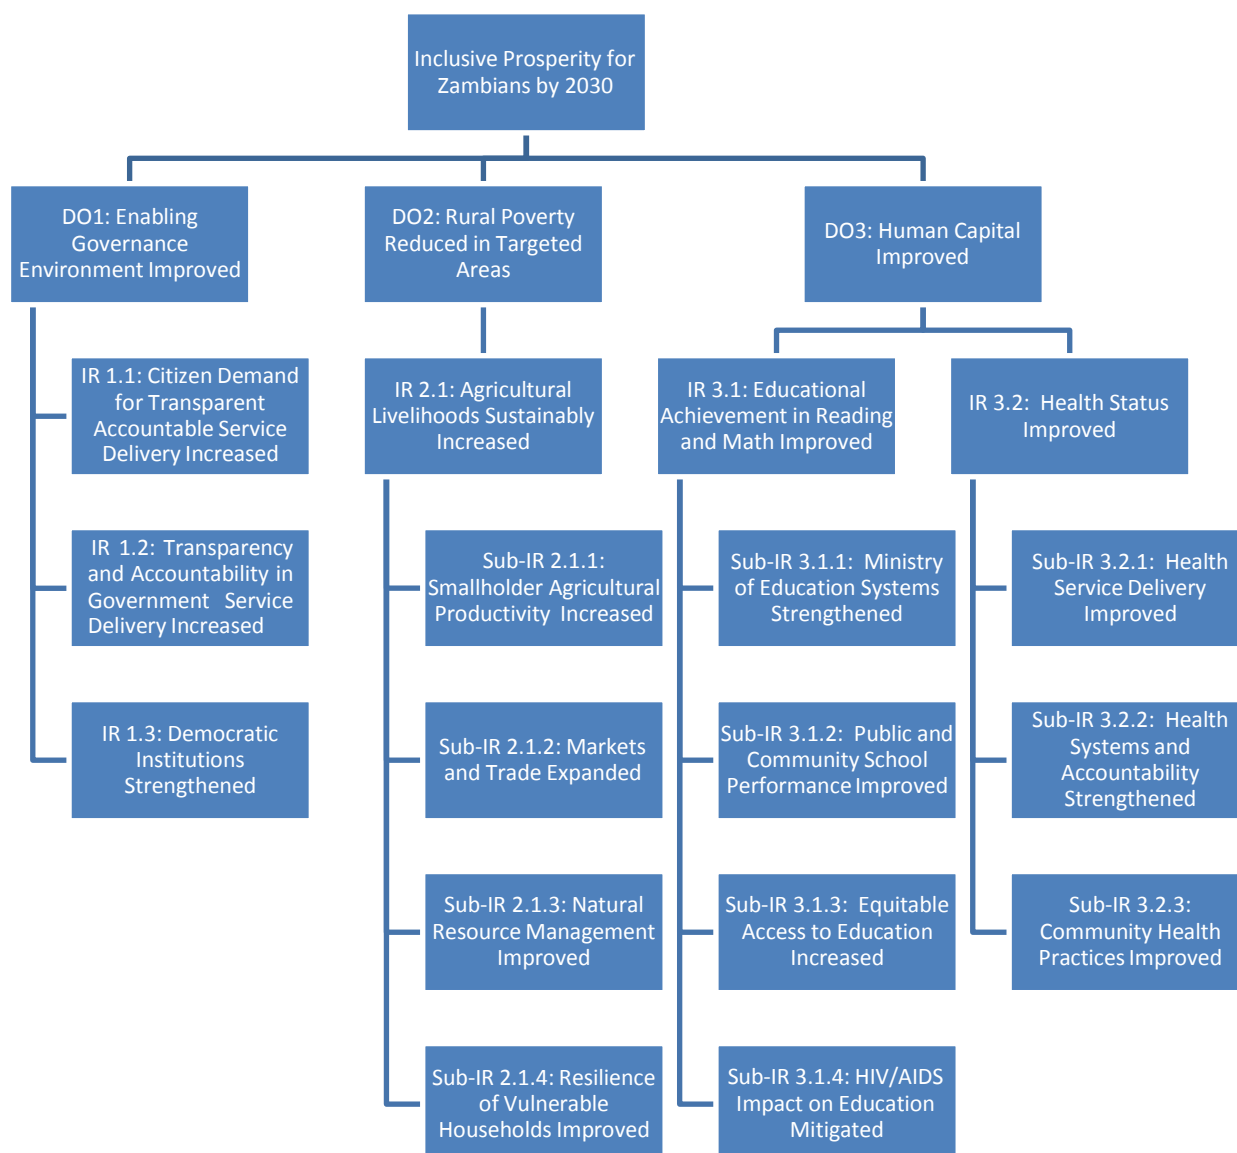 Inclusive Prosperity for
Zambians by 2030
DO1: Enabling
Governance
Environment Improved
DO2: Rural Poverty
Reduced in Targeted
Areas
DO3: Human Capital
Improved
IR 1.1: Citizen Demand
for Transparent
Accountable Service
Delivery Increased
IR 2.1: Agricultural
Livelihoods Sustainably
Increased
IR 3.1: Educational
Achievement in Reading
and Math Improved
IR 3.2: Health Status
Improved
IR 1.2: Transparency
and Accountability in
Government Service
Delivery Increased
Sub-IR 2.1.1:
Smallholder Agricultural
Productivity Increased
Sub-IR 3.1.1: Ministry
of Education Systems
Strengthened
Sub-IR 3.2.1: Health
Service Delivery
Improved
IR 1.3: Democratic
Institutions
Strengthened
Sub-IR 2.1.2: Markets
and Trade Expanded
Sub-IR 3.1.2: Public and
Community School
Performance Improved
Sub-IR 3.2.2: Health
Systems and
Accountability
Strengthened
Sub-IR 2.1.3: Natural
Resource Management
Improved
Sub-IR 3.1.3: Equitable
Access to Education
Increased
Sub-IR 3.2.3:
Community Health
Practices Improved
Sub-IR 2.1.4: Resilience
of Vulnerable
Households Improved
Sub-IR 3.1.4: HIV/AIDS
Impact on Education
Mitigated